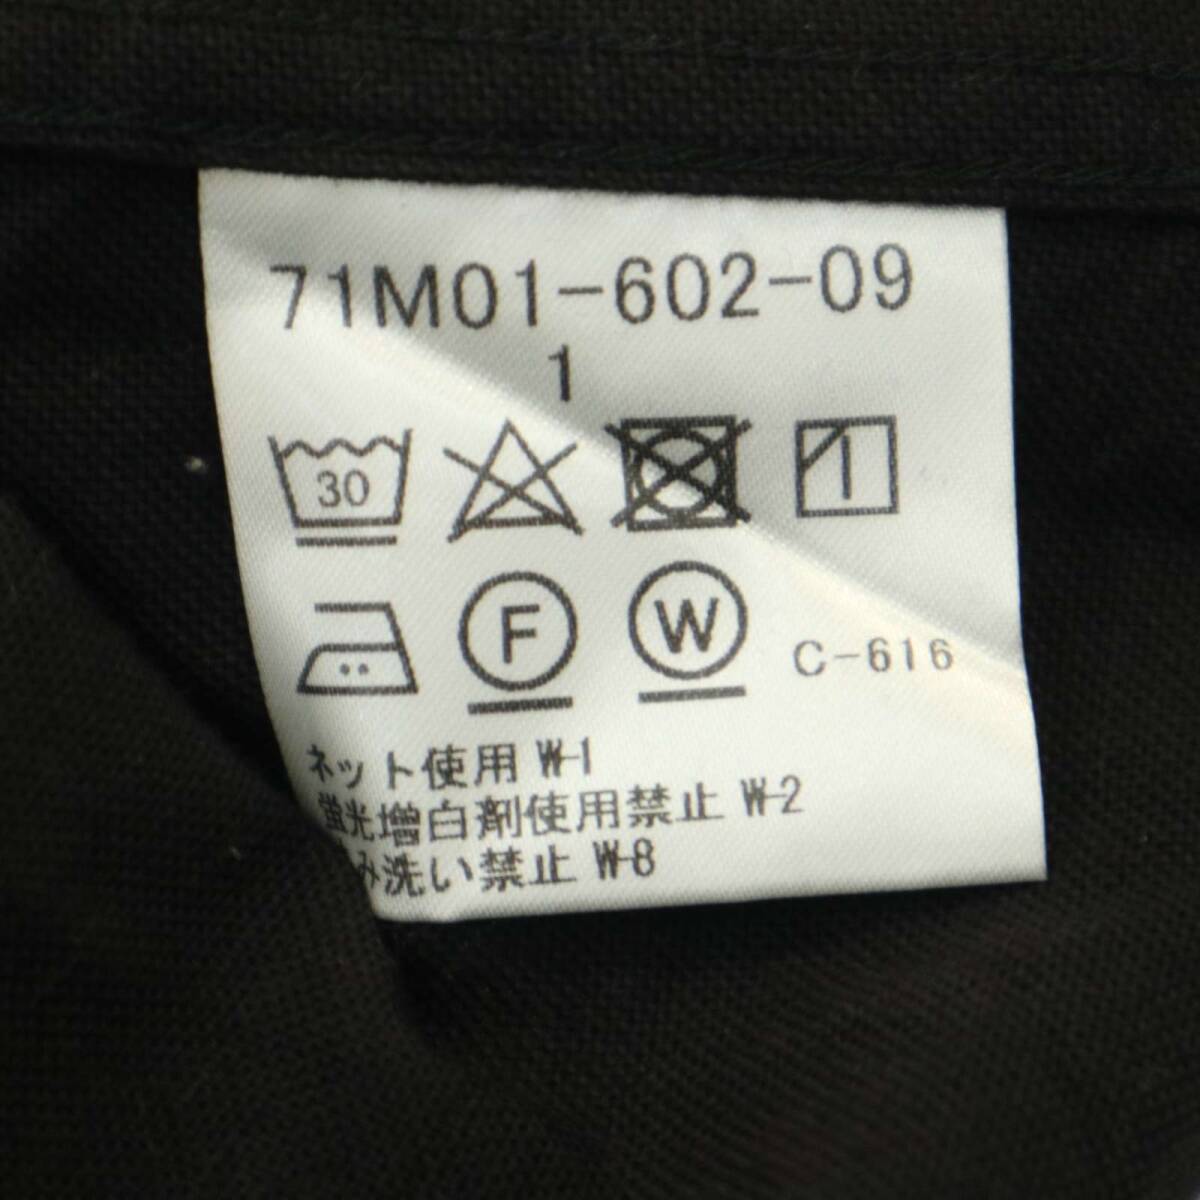 71M01-602-09
1
30
F W C-616
ネット使用 W-1
蛍光増白剤使用禁止 W-2
み洗い禁止 W-8